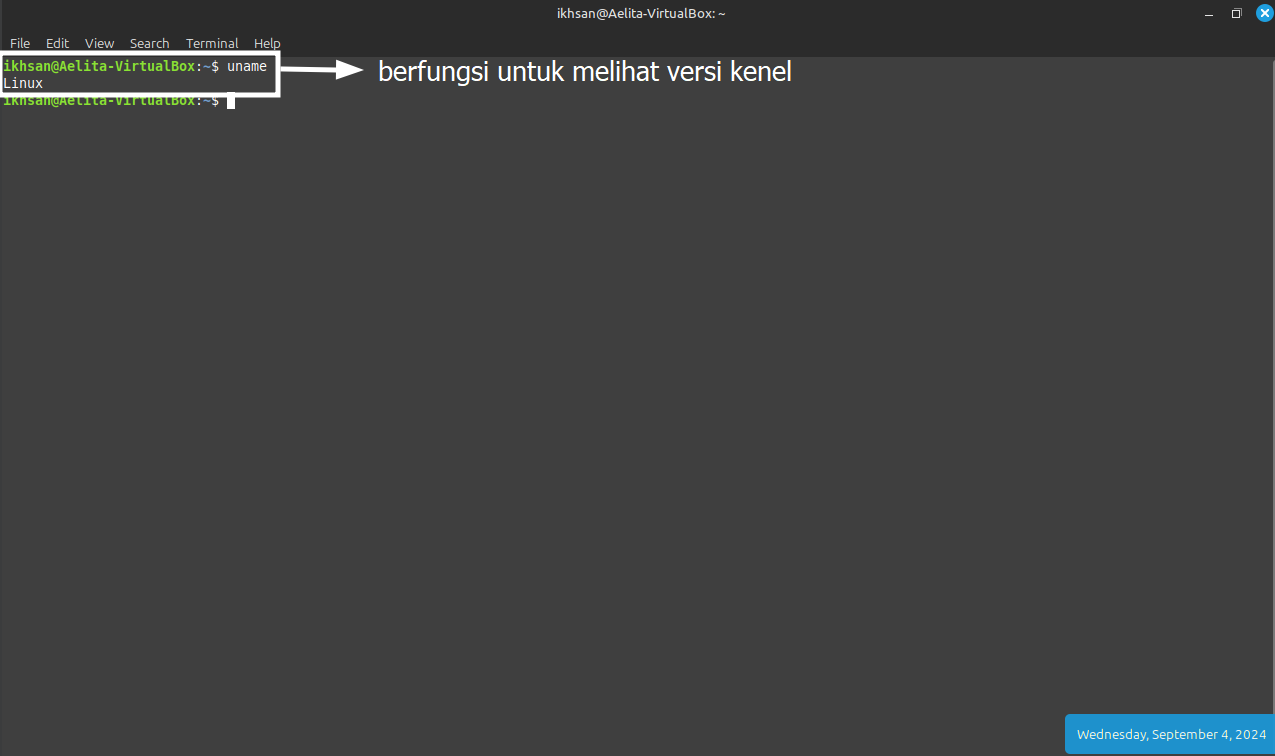 ikhsan@Aelita-VirtualBox: ~
File Edit View Search Terminal Help
ikhsan@Aelita-VirtualBox:~$ uname
berfungsi untuk melihat versi kenel
Linux
ikhsan@Aelita-VirtualBox:~$
Wednesday, September 4, 2024